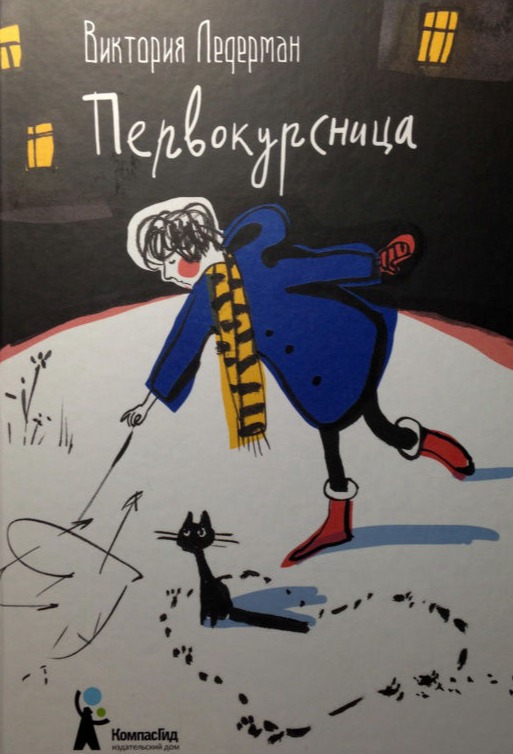 Виктория Ледерман
Первокурсница
КомпасГид
издательский дом